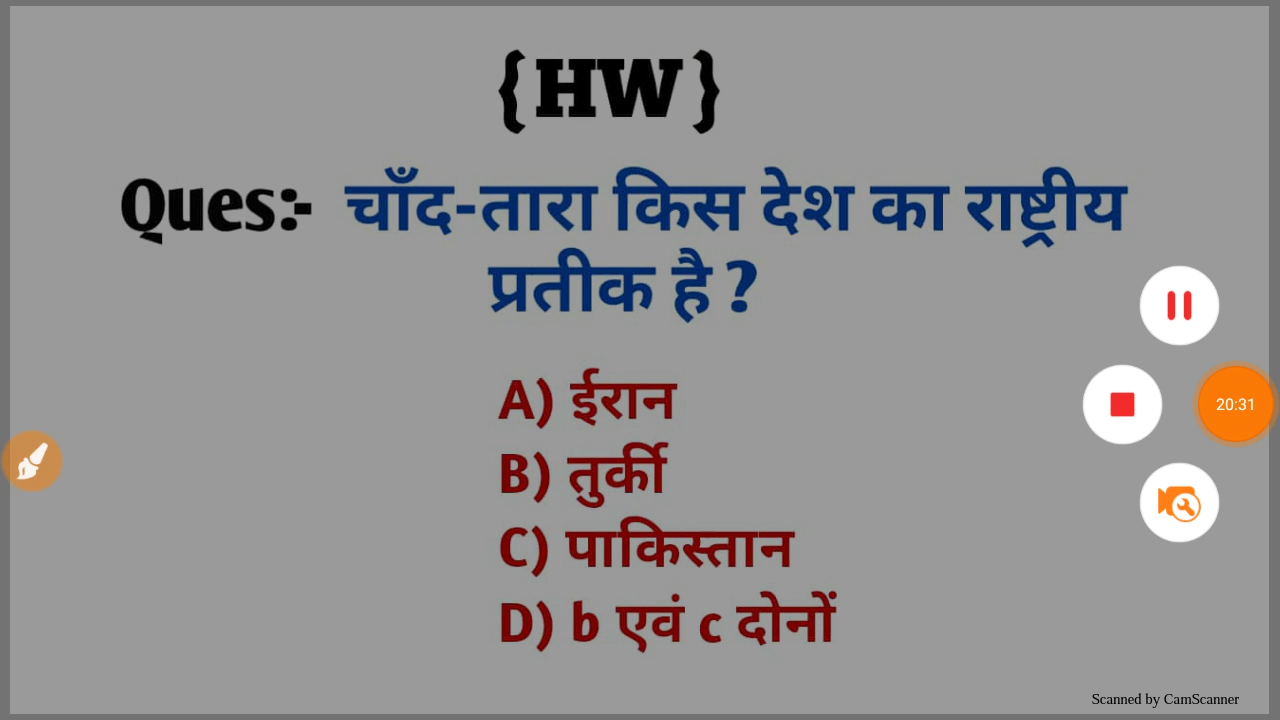 {HW}
Ques:- चाँद-तारा किस देश का राष्ट्रीय
प्रतीक है ?
A) ईरान
B) तुर्की
C) पाकिस्तान
D) b एवं c दोनों
20:31
Scanned by CamScanner